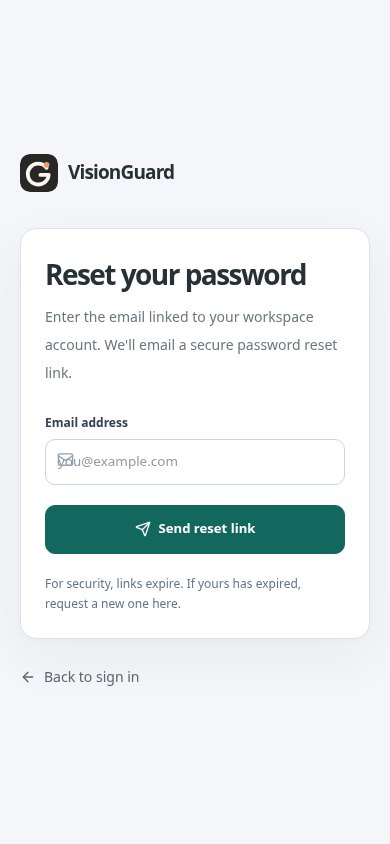 VisionGuard
Reset your password
Enter the email linked to your workspace
account. We'll email a secure password reset
link.
Email address
you@example.com
Send reset link
For security, links expire. If yours has expired,
request a new one here.
Back to sign in